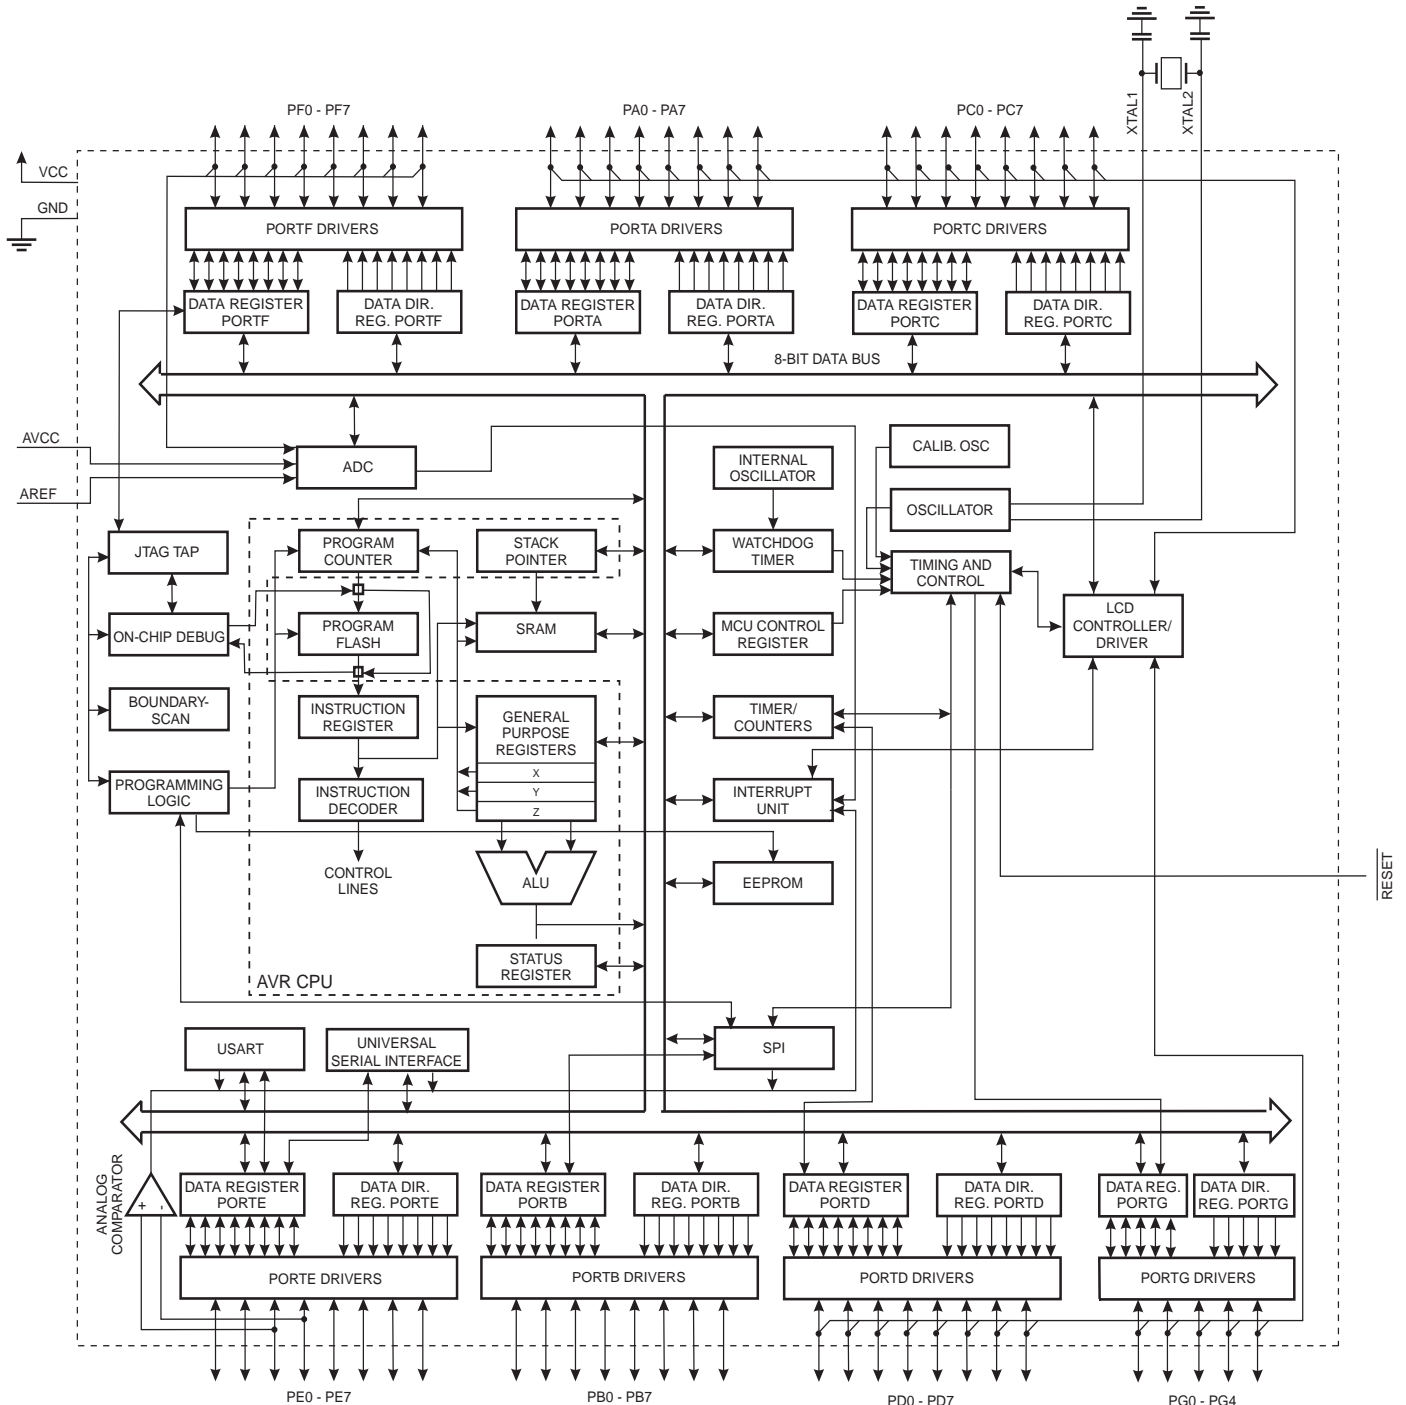 XTAL1
XTAL2
PF0 - PF7
PA0 - PA7
PC0 - PC7
VCC
GND
PORTF DRIVERS
PORTA DRIVERS
PORTC DRIVERS
DATA REGISTER
PORTF
DATA DIR.
REG. PORTF
DATA REGISTER
PORTA
DATA DIR.
REG. PORTA
DATA REGISTER
PORTC
DATA DIR.
REG. PORTC
8-BIT DATA BUS
AVCC
AREF
ADC
INTERNAL
OSCILLATOR
CALIB. OSC
OSCILLATOR
JTAG TAP
PROGRAM
COUNTER
STACK
POINTER
WATCHDOG
TIMER
TIMING AND
CONTROL
ON-CHIP DEBUG
PROGRAM
FLASH
SRAM
MCU CONTROL
REGISTER
LCD
CONTROLLER/
DRIVER
BOUNDARY-
SCAN
INSTRUCTION
REGISTER
GENERAL
PURPOSE
REGISTERS
X
Y
Z
TIMER/
COUNTERS
PROGRAMMING
LOGIC
INSTRUCTION
DECODER
INTERRUPT
UNIT
CONTROL
LINES
ALU
EEPROM
RESET
STATUS
REGISTER
AVR CPU
USART
UNIVERSAL
SERIAL INTERFACE
SPI
ANALOG
COMPARATOR
+
-
DATA REGISTER
PORTE
DATA DIR.
REG. PORTE
DATA REGISTER
PORTB
DATA DIR.
REG. PORTB
DATA REGISTER
PORTD
DATA DIR.
REG. PORTD
DATA REG.
PORTG
DATA DIR.
REG. PORTG
PORTE DRIVERS
PORTB DRIVERS
PORTD DRIVERS
PORTG DRIVERS
PE0 - PE7
PB0 - PB7
PD0 - PD7
PG0 - PG4